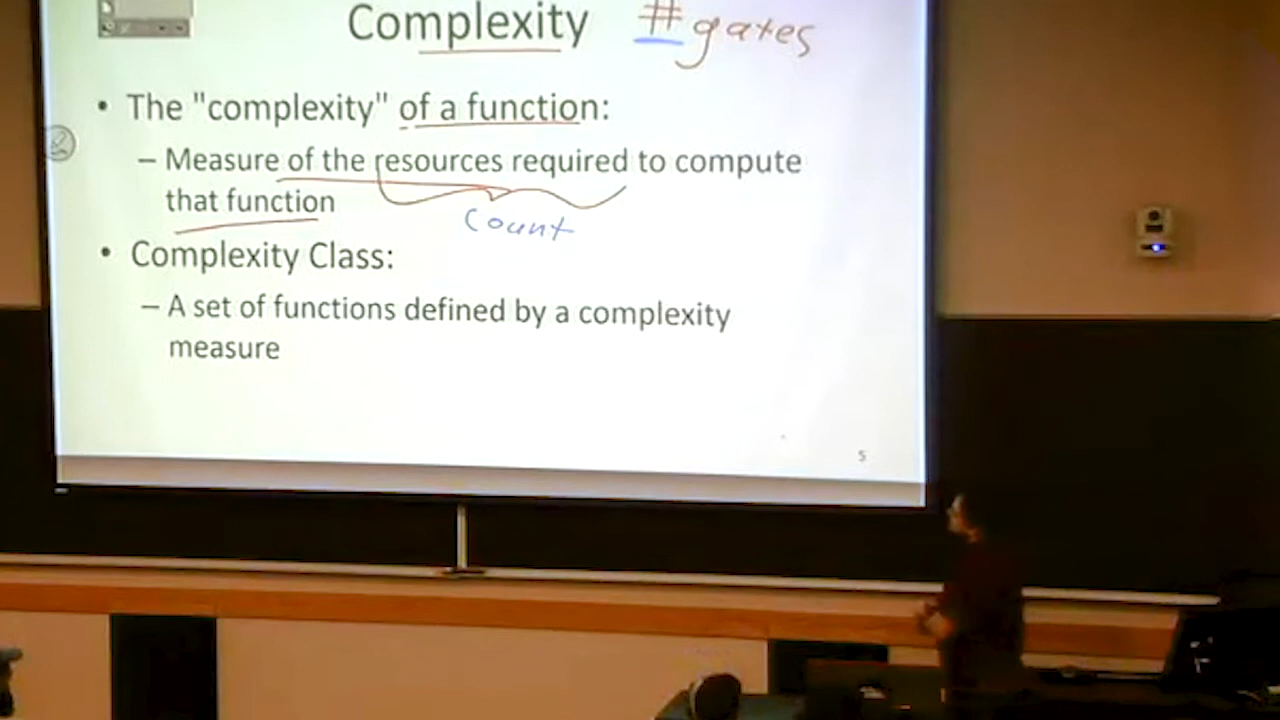 Complexity # gates
• The "complexity" of a function:
– Measure of the resources required to compute
that function
count
• Complexity Class:
– A set of functions defined by a complexity
measure
5